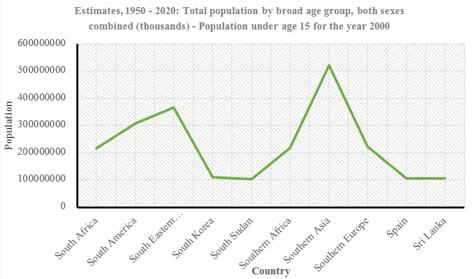 Estimates, 1950 - 2020: Total population by broad age group, both sexes
combined (thousands) - Population under age 15 for the year 2000
600000000
500000000
400000000
300000000
200000000
100000000
0
Population
South Africa
South America
South Eastern…
South Korea
South Sudan
Southern Africa
Southern Asia
Southern Europe
Spain
Sri Lanka
Country